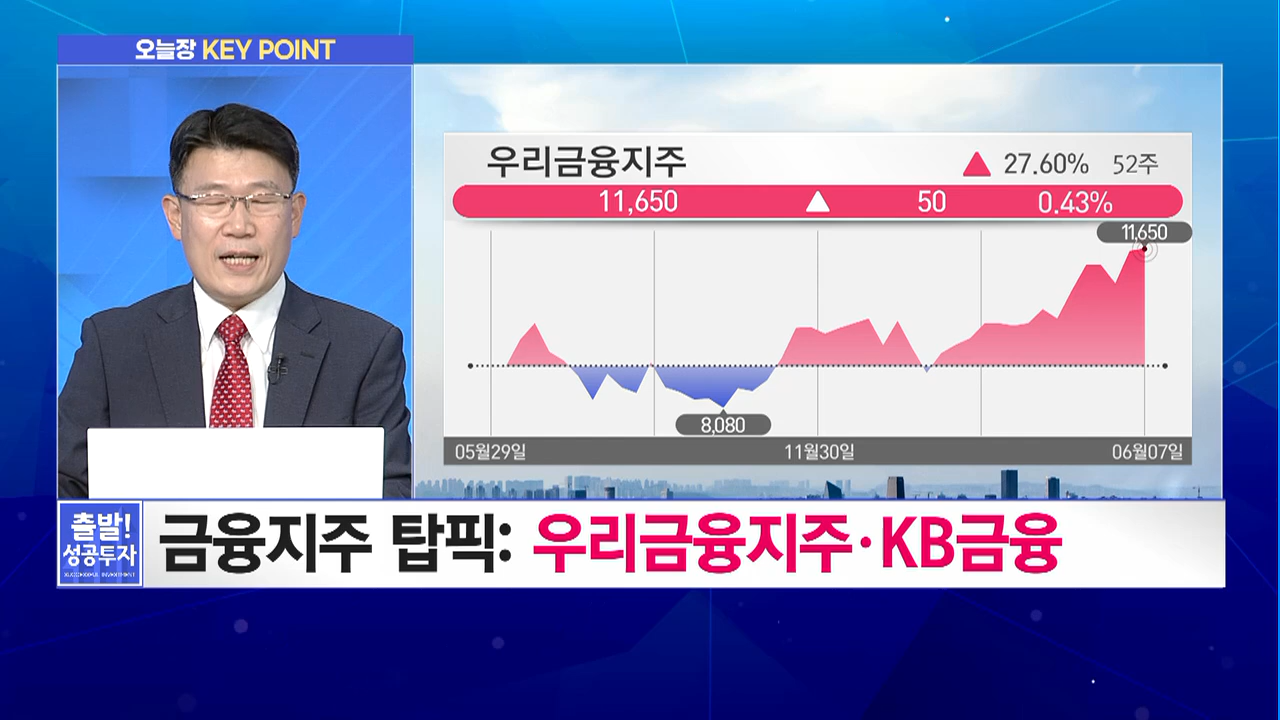 오늘장 KEY POINT
우리금융지주 ▲ 27.60% 52주
11,650 ▲ 50 0.43%
11,650
8,080
05월29일 11월30일 06월07일
출발!
성공투자
SUCCESSFUL INVESTMENT
금융지주 탑픽: 우리금융지주·KB금융